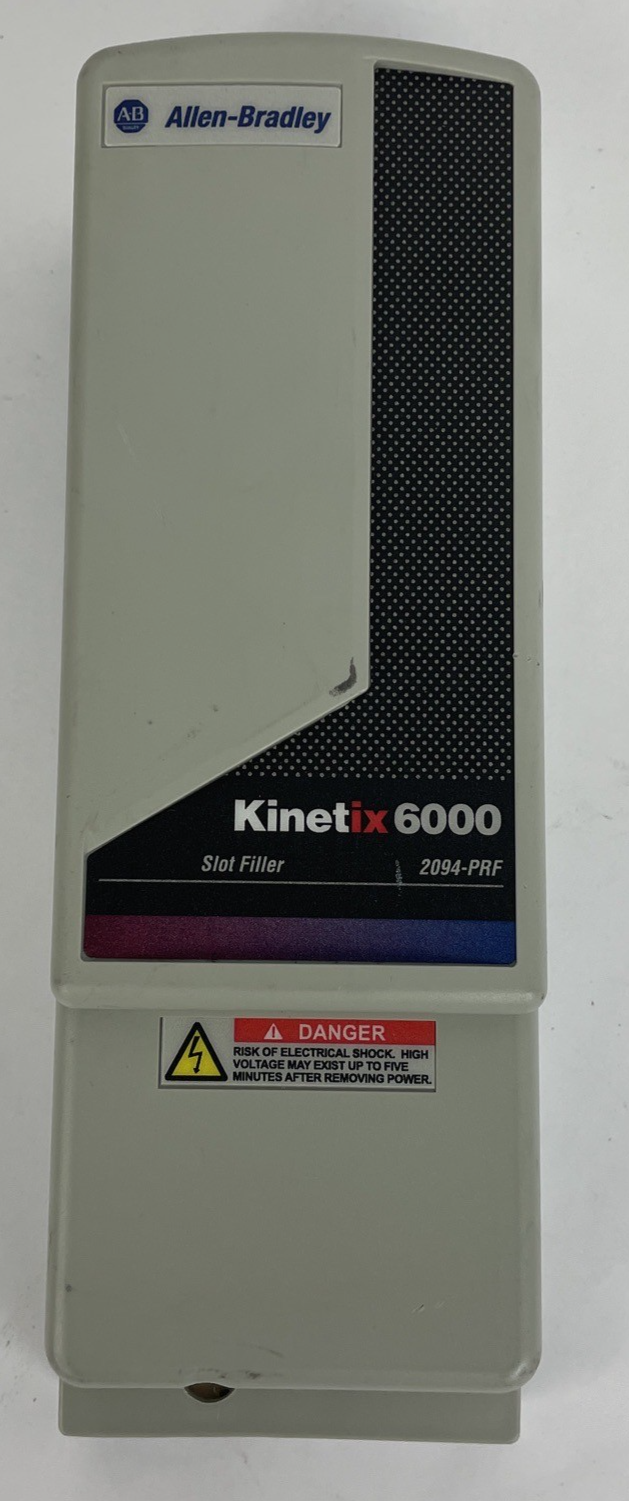 AB Allen-Bradley
Kinetix 6000
Slot Filler 2094-PRF
DANGER
RISK OF ELECTRICAL SHOCK. HIGH
VOLTAGE MAY EXIST UP TO FIVE
MINUTES AFTER REMOVING POWER.